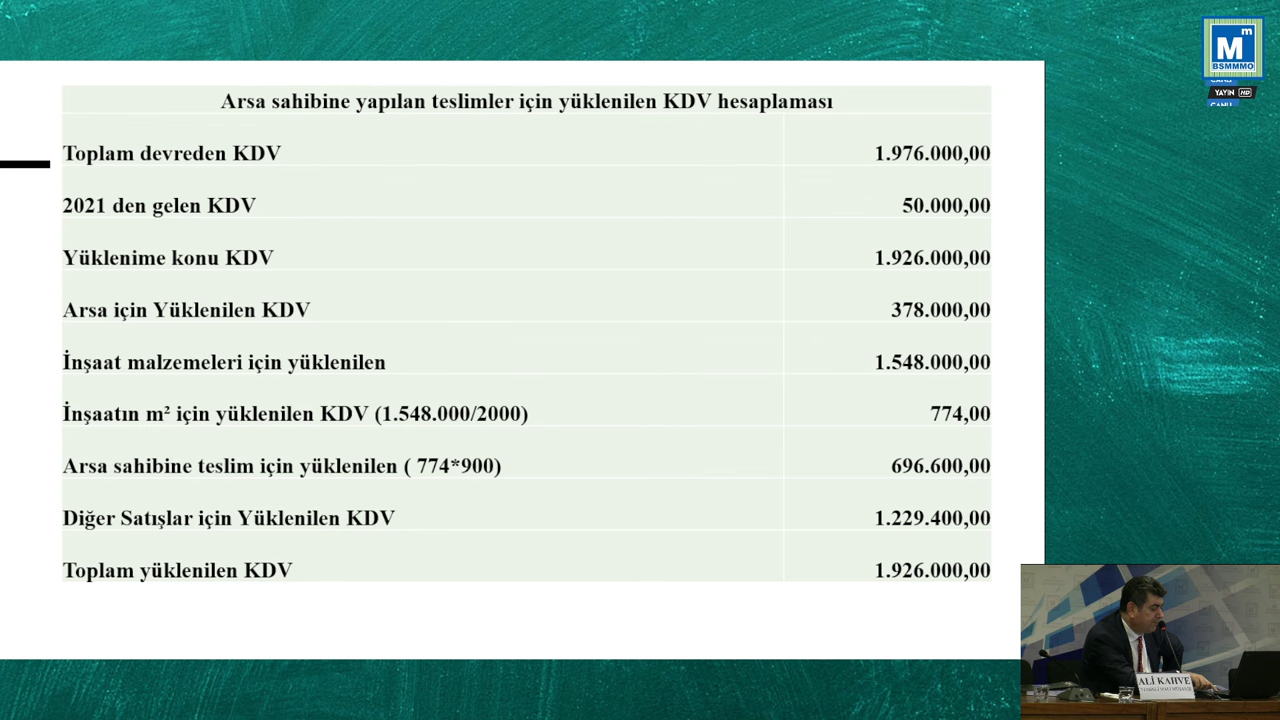 M
m
BSMMMO
CANLI
YAYIN HD
CANLI
Arsa sahibine yapılan teslimler için yüklenilen KDV hesaplaması
Toplam devreden KDV 1.976.000,00
2021 den gelen KDV 50.000,00
Yüklenime konu KDV 1.926.000,00
Arsa için Yüklenilen KDV 378.000,00
İnşaat malzemeleri için yüklenilen 1.548.000,00
İnşaatın m² için yüklenilen KDV (1.548.000/2000) 774,00
Arsa sahibine teslim için yüklenilen ( 774*900) 696.600,00
Diğer Satışlar için Yüklenilen KDV 1.229.400,00
Toplam yüklenilen KDV 1.926.000,00
ALİ KAHVE